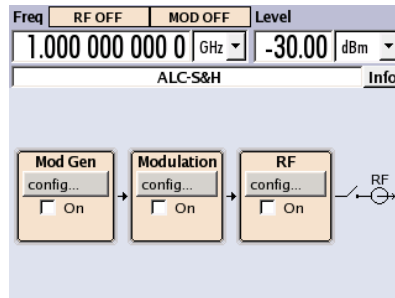 Freq RF OFF MOD OFF Level
1.000 000 000 0 GHz -30.00 dBm
ALC-S&H Info
Mod Gen Modulation RF
config... config... config... RF
On On On